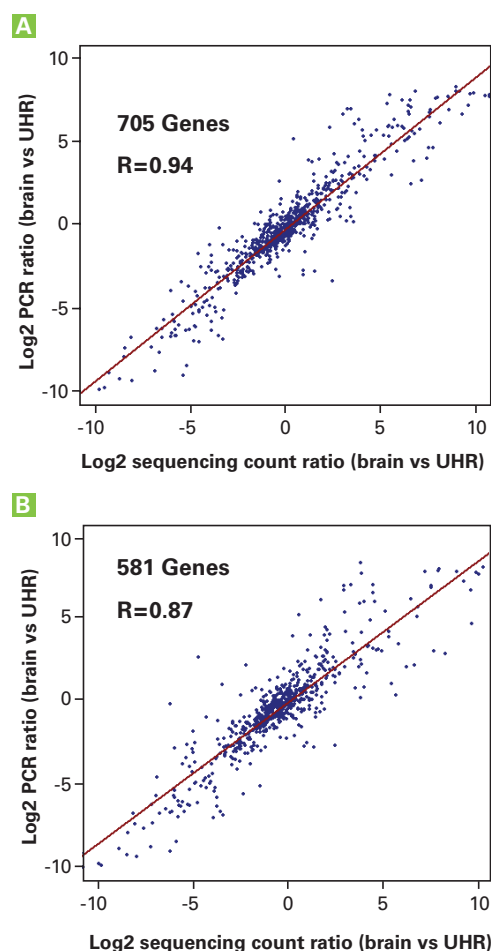 A
10
5
0
-5
-10
Log2 PCR ratio (brain vs UHR)
705 Genes
R=0.94
-10 -5 0 5 10
Log2 sequencing count ratio (brain vs UHR)
B
10
5
0
-5
-10
Log2 PCR ratio (brain vs UHR)
581 Genes
R=0.87
-10 -5 0 5 10
Log2 sequencing count ratio (brain vs UHR)